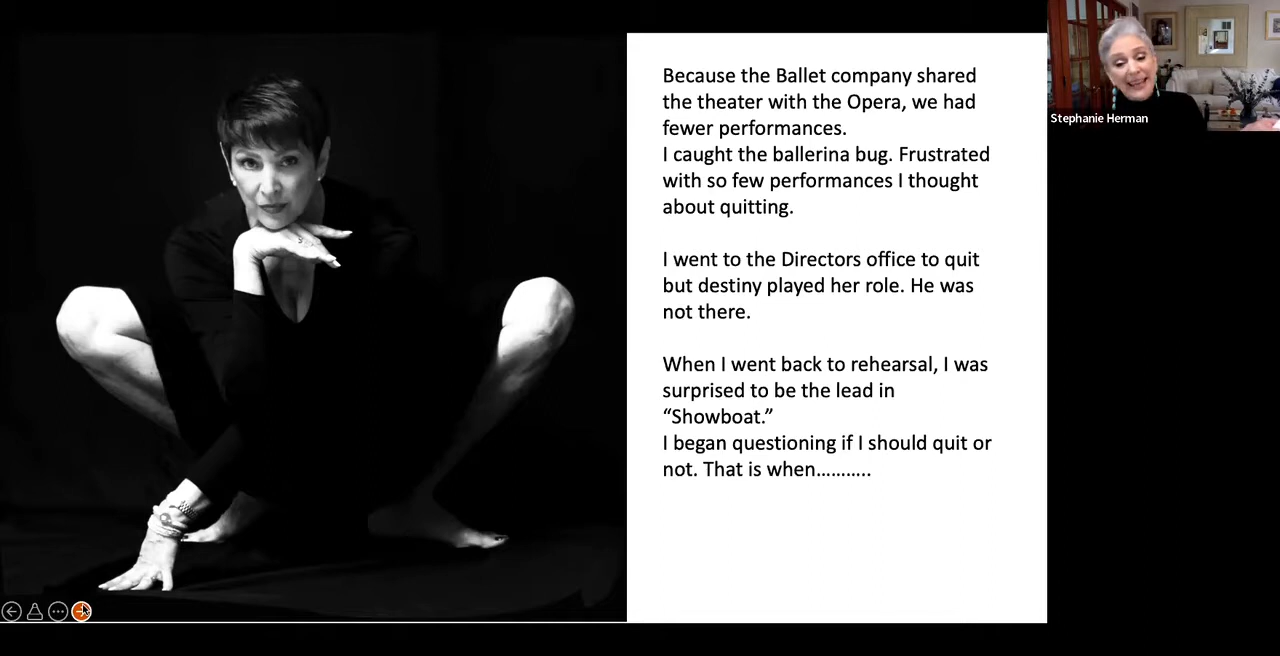 Because the Ballet company shared
the theater with the Opera, we had
fewer performances.
I caught the ballerina bug. Frustrated
with so few performances I thought
about quitting.
I went to the Directors office to quit
but destiny played her role. He was
not there.
When I went back to rehearsal, I was
surprised to be the lead in
“Showboat.”
I began questioning if I should quit or
not. That is when………..
Stephanie Herman